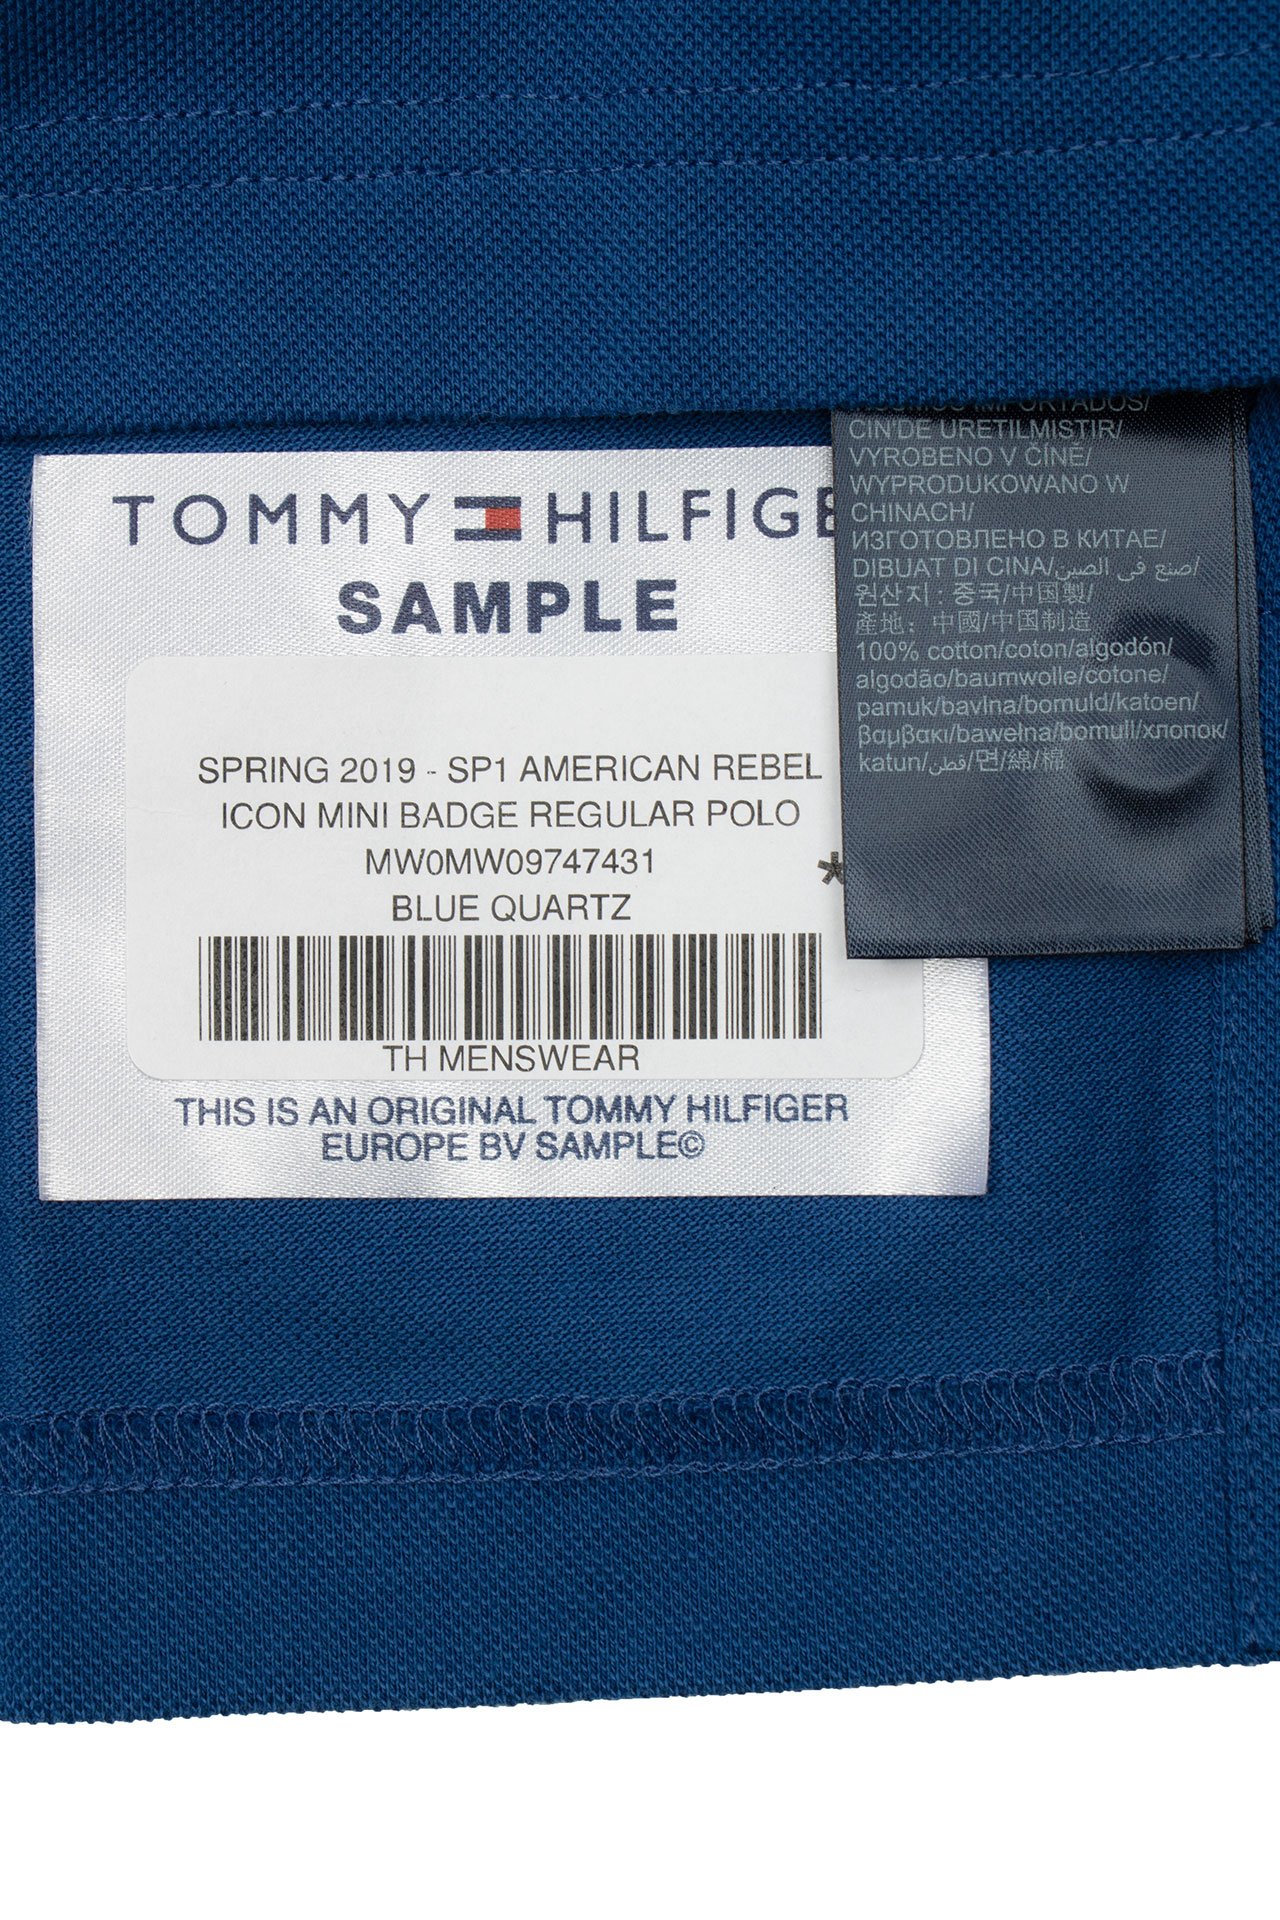 TOMMY HILFIGE
SAMPLE
SPRING 2019 - SP1 AMERICAN REBEL
ICON MINI BADGE REGULAR POLO
MW0MW09747431
*
BLUE QUARTZ
TH MENSWEAR
THIS IS AN ORIGINAL TOMMY HILFIGER
EUROPE BV SAMPLE©
IMPORTADOS/
CIN'DE URETILMISTIR/
VYROBENO V ČÍNE/
WYPRODUKOWANO W
CHINACH/
ИЗГОТОВЛЕНО В КИТАЕ/
DIBUAT DI CINA/صنع في الصين/
원산지 : 중국/中国製/
產地: 中國/中国制造
100% cotton/coton/algodón/
algodão/baumwolle/cotone/
pamuk/bavlna/bomuld/katoen/
βαμβακι/bawełna/bomull/хлопок/
katun/قطن/면/綿/棉